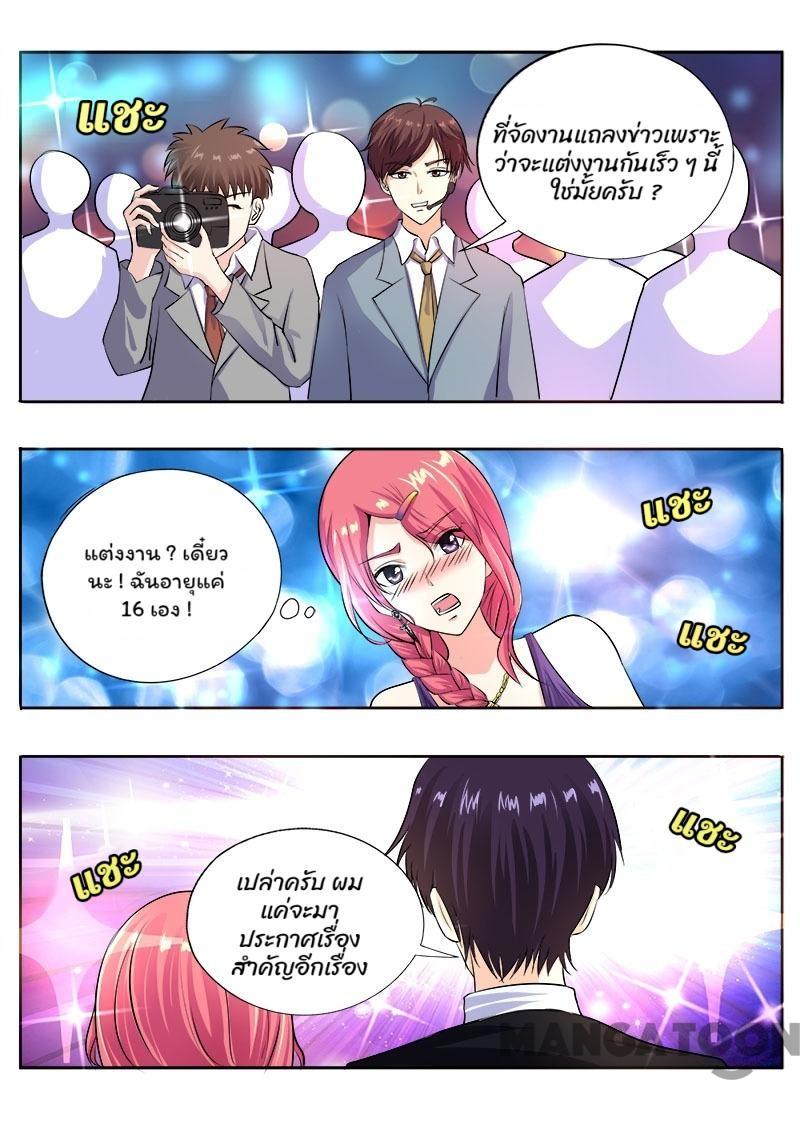 แชะ
ที่จัดงานแถลงข่าวเพราะ
ว่าจะแต่งงานกันเร็ว ๆ นี้
ใช่มั้ยครับ ?
แต่งงาน ? เดี๋ยว
นะ ! ฉันอายุแค่
16 เอง !
แชะ
แชะ
แชะ
เปล่าครับ ผม
แค่จะมา
ประกาศเรื่อง
สำคัญอีกเรื่อง
แชะ
MANGATOON